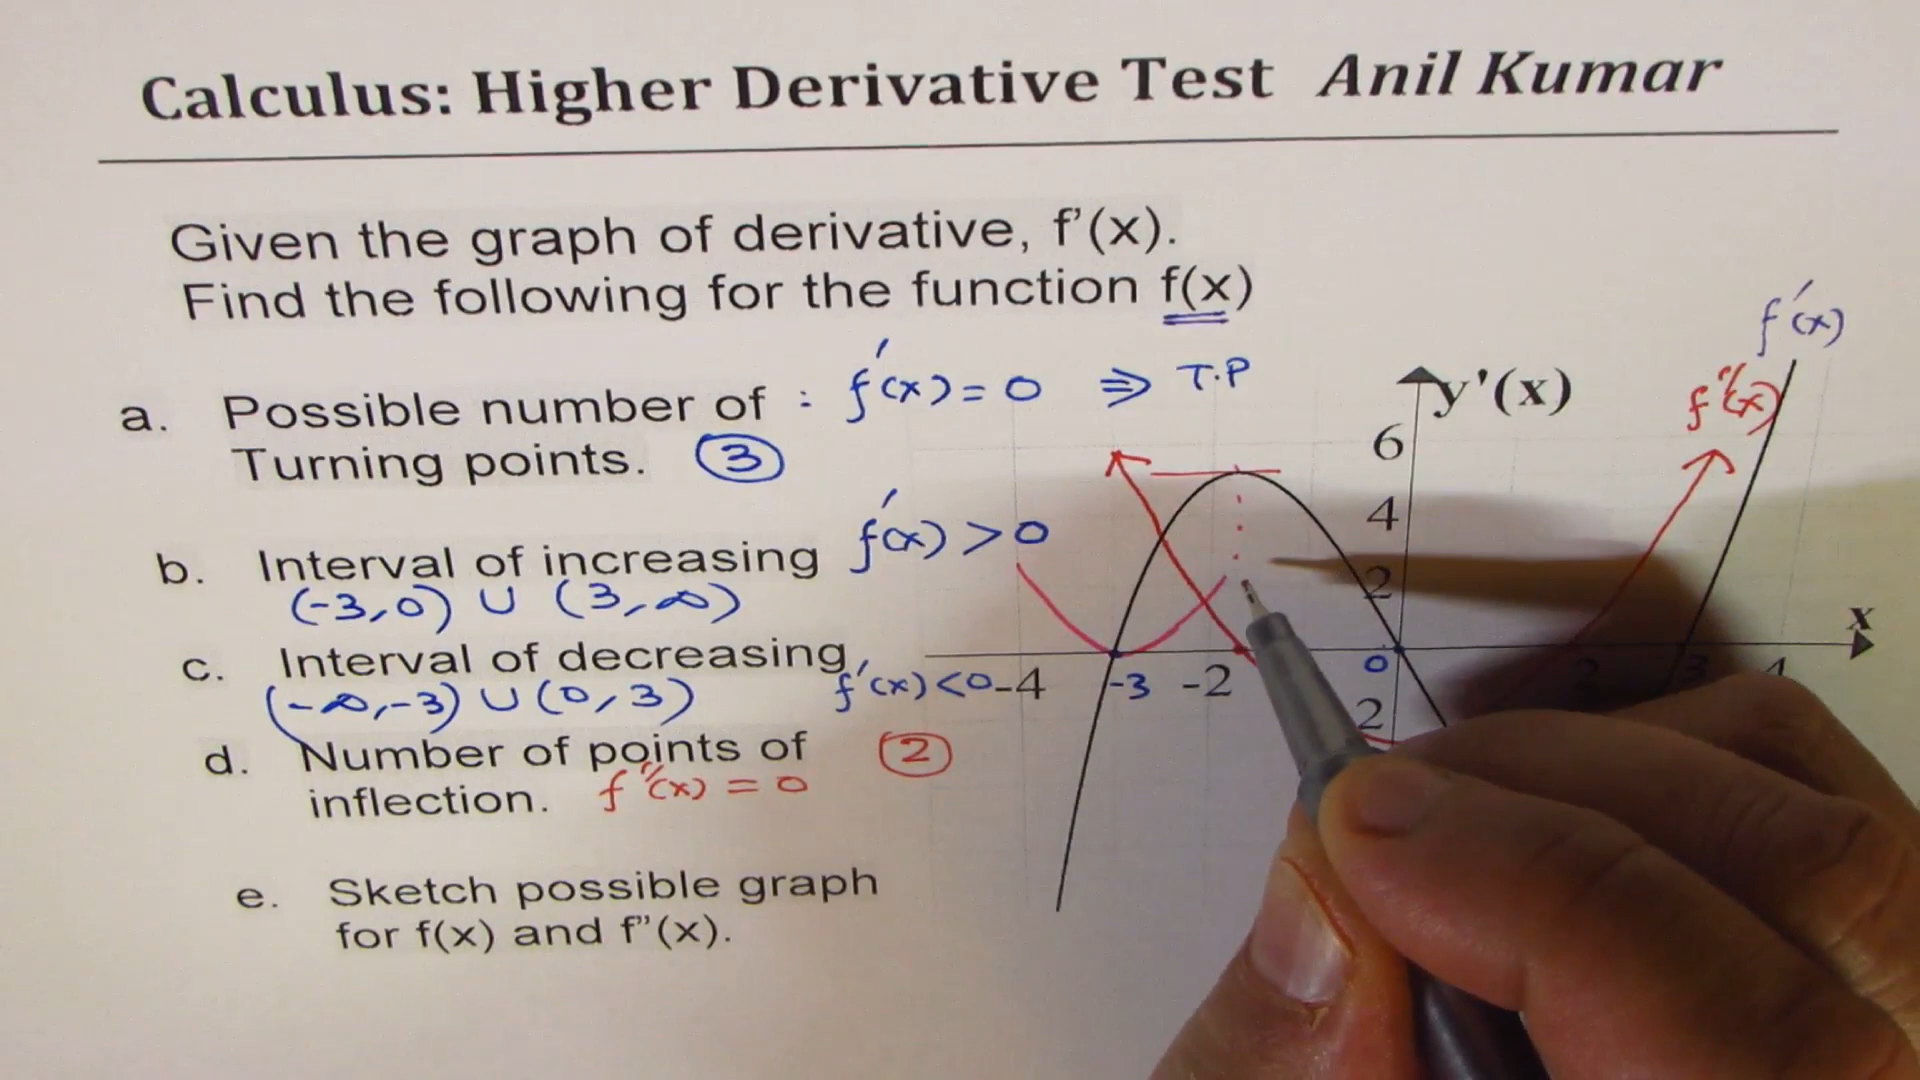 Calculus: Higher Derivative Test Anil Kumar
Given the graph of derivative, f'(x).
Find the following for the function f(x)
a. Possible number of : f'(x) = 0 ⇒ T.P
Turning points. 3
b. Interval of increasing f'(x) > 0
(-3, 0) ∪ (3, ∞)
c. Interval of decreasing f'(x) < 0
(-∞, -3) ∪ (0, 3)
d. Number of points of 2
inflection. f''(x) = 0
e. Sketch possible graph
for f(x) and f''(x).
f'(x)
f''(x)
y'(x)
6
4
2
x
-4 -3 -2 0 2 3
2